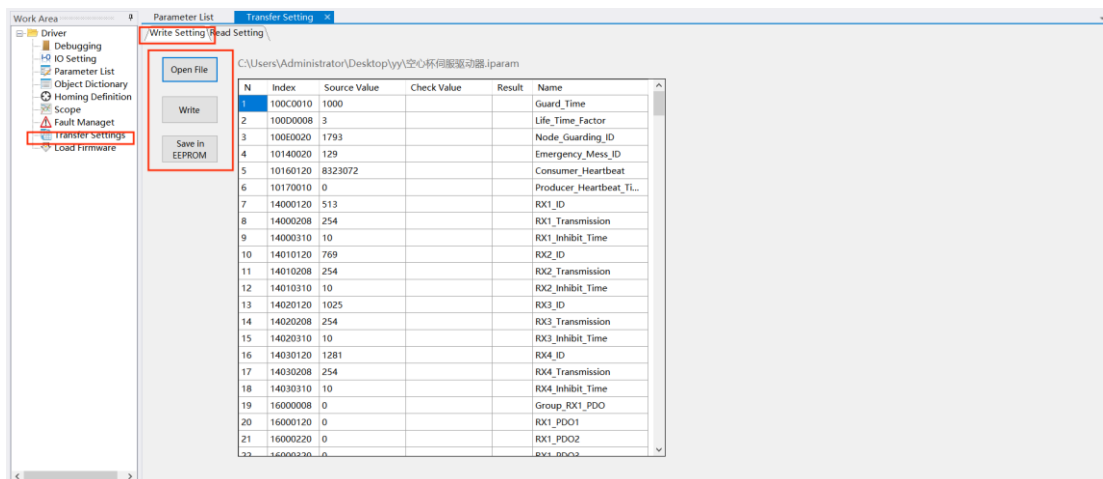 Work Area
Parameter List
Transfer Setting ×
Driver
Debugging
IO Setting
Parameter List
Object Dictionary
Homing Definition
Scope
Fault Managet
Transfer Settings
Load Firmware
Write Setting
Read Setting
Open File
Write
Save in
EEPROM
C:\Users\Administrator\Desktop\yy\空心杯伺服驱动器.iparam
N Index Source Value Check Value Result Name
1 100C0010 1000 Guard_Time
2 100D0008 3 Life_Time_Factor
3 100E0020 1793 Node_Guarding_ID
4 10140020 129 Emergency_Mess_ID
5 10160120 8323072 Consumer_Heartbeat
6 10170010 0 Producer_Heartbeat_Ti...
7 14000120 513 RX1_ID
8 14000208 254 RX1_Transmission
9 14000310 10 RX1_Inhibit_Time
10 14010120 769 RX2_ID
11 14010208 254 RX2_Transmission
12 14010310 10 RX2_Inhibit_Time
13 14020120 1025 RX3_ID
14 14020208 254 RX3_Transmission
15 14020310 10 RX3_Inhibit_Time
16 14030120 1281 RX4_ID
17 14030208 254 RX4_Transmission
18 14030310 10 RX4_Inhibit_Time
19 16000008 0 Group_RX1_PDO
20 16000120 0 RX1_PDO1
21 16000220 0 RX1_PDO2
22 16000320 0 RX1_PDO3